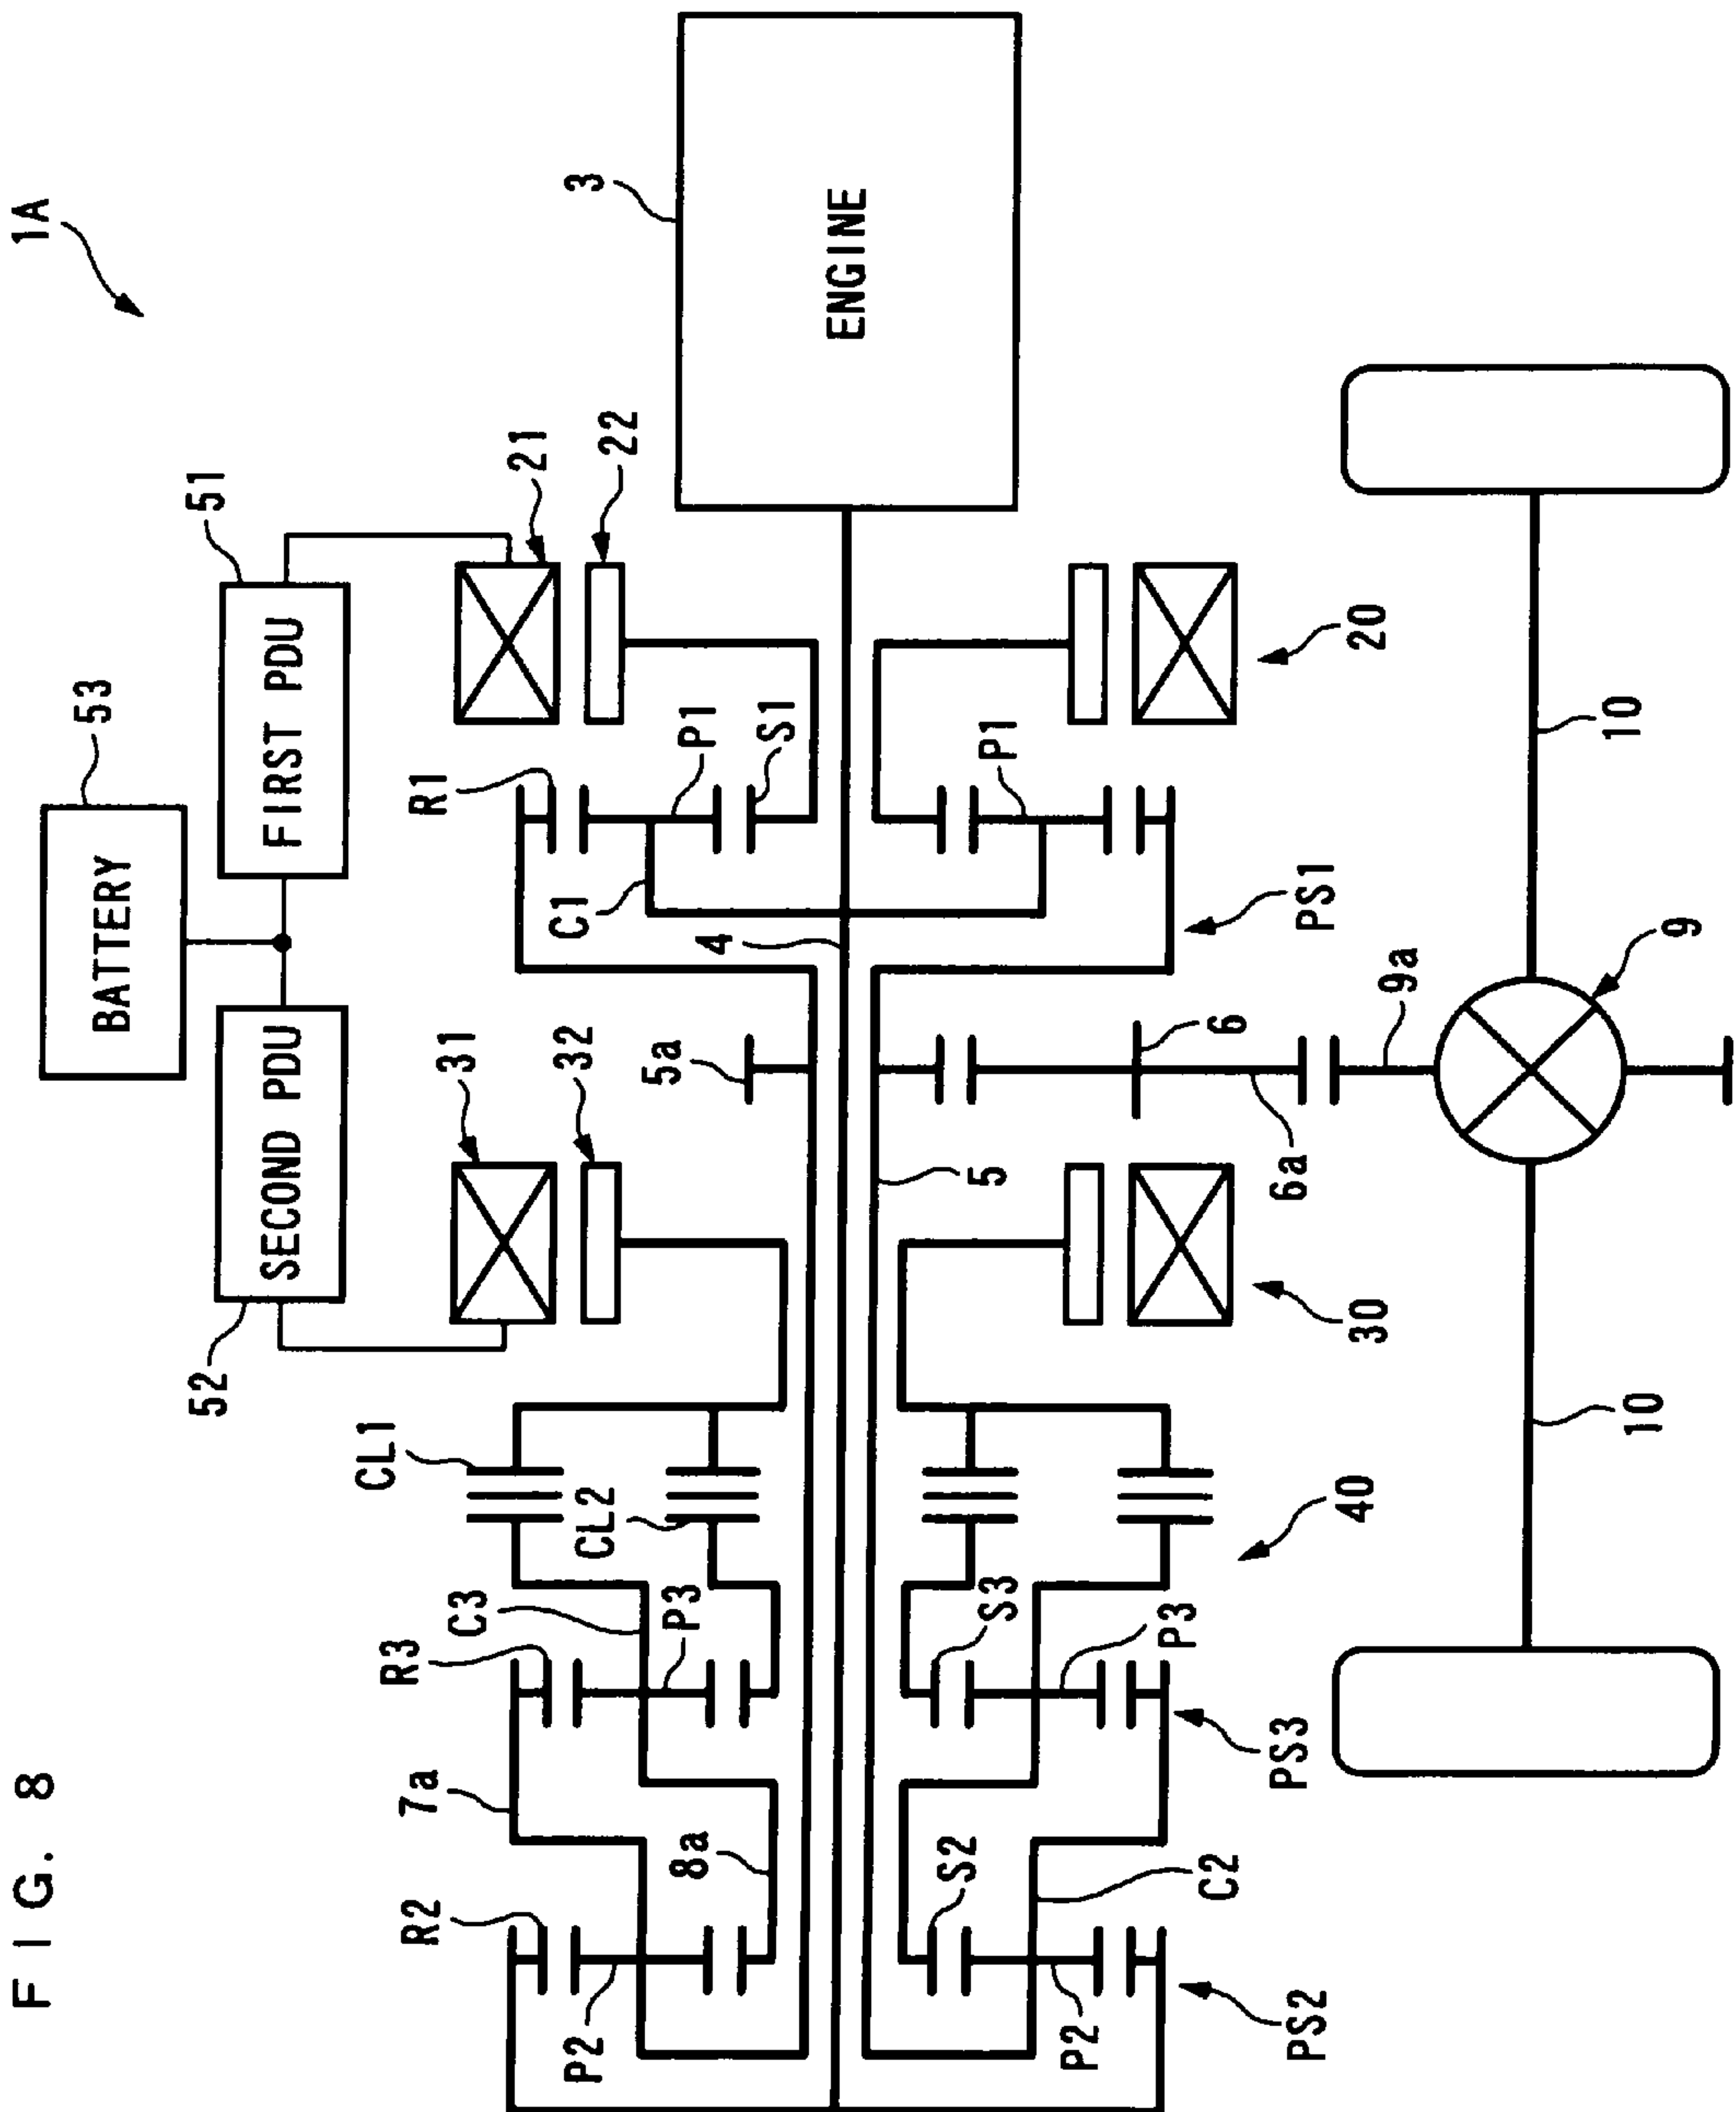 FIG. 8
1A
BATTERY
53
SECOND PDU
FIRST PDU
52
51
CL1
31
21
R2
7a
R3
C3
CL2
32
R1
22
3
P2
8a
P3
5a
C1
P1
S1
4
ENGINE
S2
S3
5
P1
P2
C2
P3
6
6a
PS2
PS3
40
30
PS1
20
9a
9
10
10